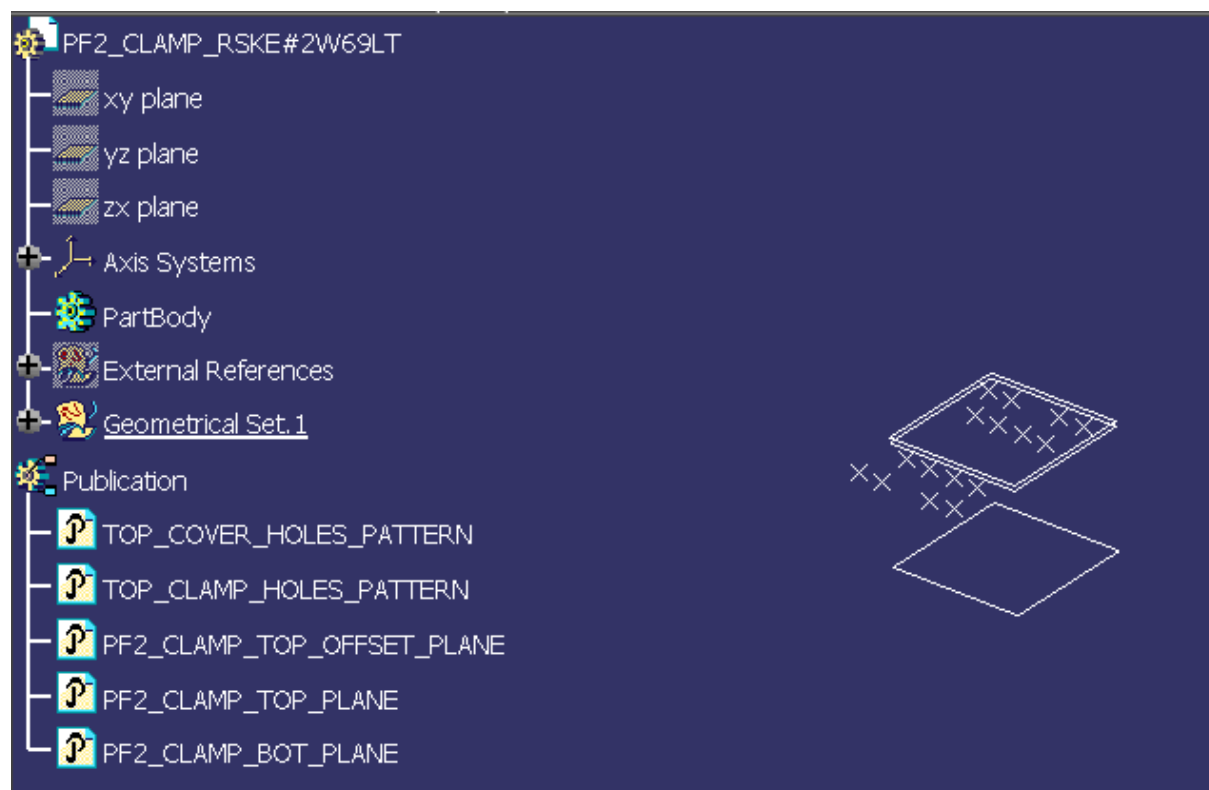 PF2_CLAMP_RSKE#2W69LT
xy plane
yz plane
zx plane
Axis Systems
PartBody
External References
Geometrical Set.1
Publication
TOP_COVER_HOLES_PATTERN
TOP_CLAMP_HOLES_PATTERN
PF2_CLAMP_TOP_OFFSET_PLANE
PF2_CLAMP_TOP_PLANE
PF2_CLAMP_BOT_PLANE